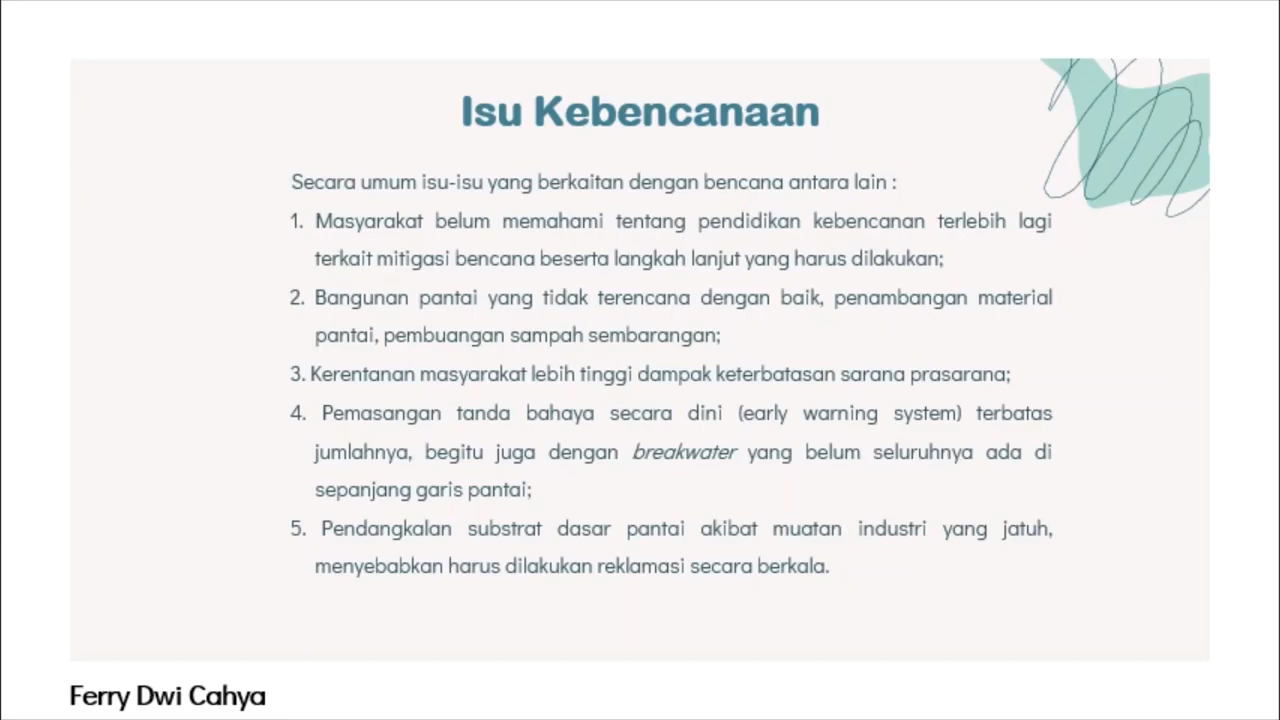 Isu Kebencanaan
Secara umum isu-isu yang berkaitan dengan bencana antara lain :
1. Masyarakat belum memahami tentang pendidikan kebencanan terlebih lagi
terkait mitigasi bencana beserta langkah lanjut yang harus dilakukan;
2. Bangunan pantai yang tidak terencana dengan baik, penambangan material
pantai, pembuangan sampah sembarangan;
3. Kerentanan masyarakat lebih tinggi dampak keterbatasan sarana prasarana;
4. Pemasangan tanda bahaya secara dini (early warning system) terbatas
jumlahnya, begitu juga dengan breakwater yang belum seluruhnya ada di
sepanjang garis pantai;
5. Pendangkalan substrat dasar pantai akibat muatan industri yang jatuh,
menyebabkan harus dilakukan reklamasi secara berkala.
Ferry Dwi Cahya